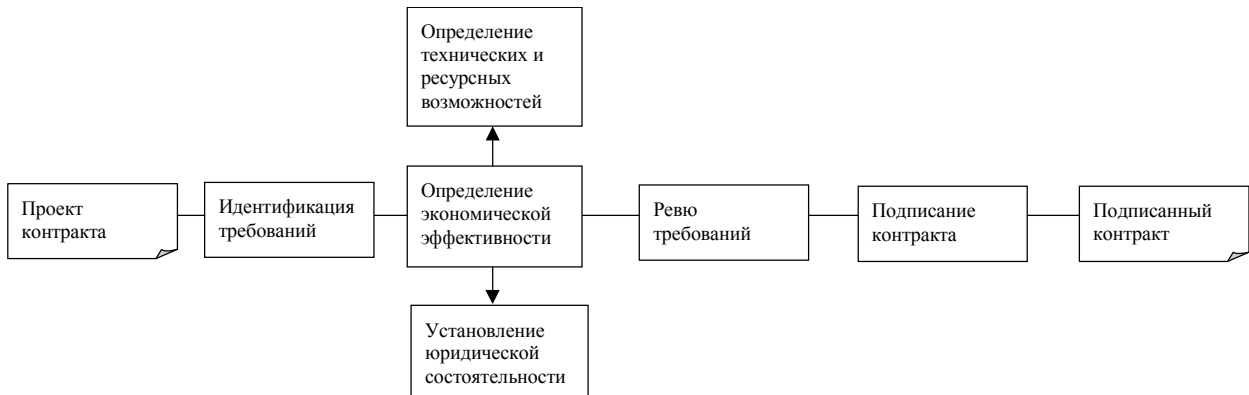 Определение
технических и
ресурсных
возможностей
Проект
контракта
Идентификация
требований
Определение
экономической
эффективности
Ревю
требований
Подписание
контракта
Подписанный
контракт
Установление
юридической
состоятельности